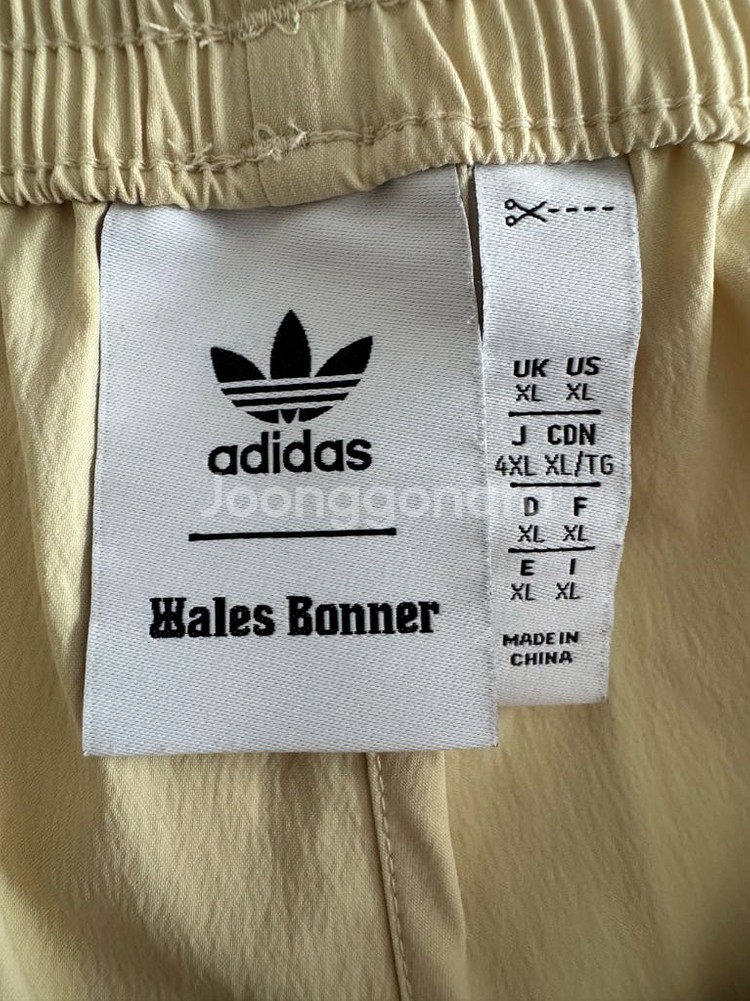 adidas
Wales Bonner
UK US
XL XL
J CDN
4XL XL/TG
D F
XL XL
E I
XL XL
MADE IN
CHINA
Joonggonara